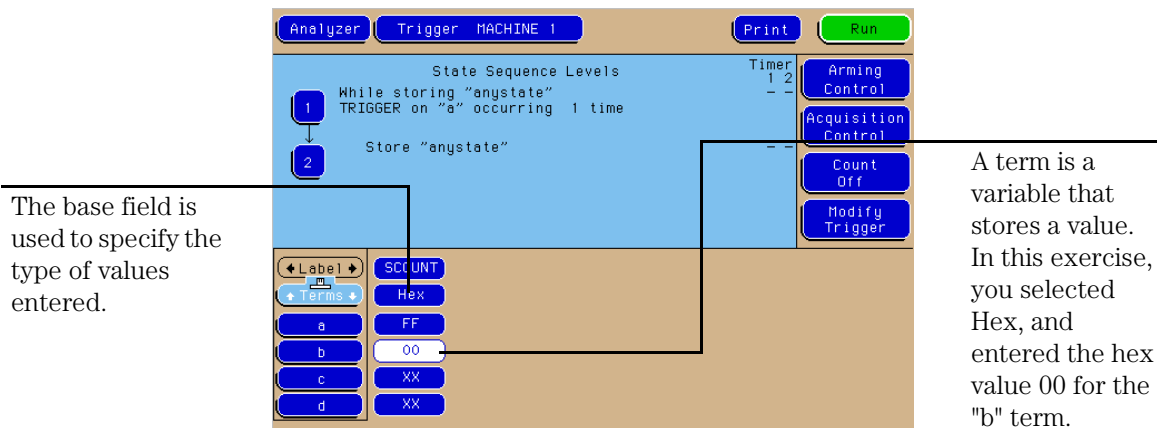 Analyzer Trigger MACHINE 1 Print Run
State Sequence Levels
Timer
1 2
While storing "anystate"
- -
1
TRIGGER on "a" occurring 1 time
Store "anystate"
- -
2
Arming
Control
Acquisition
Control
Count
Off
Modify
Trigger
The base field is
used to specify the
type of values
entered.
Label SCOUNT
Terms Hex
a FF
b 00
c XX
d XX
A term is a
variable that
stores a value.
In this exercise,
you selected
Hex, and
entered the hex
value 00 for the
"b" term.